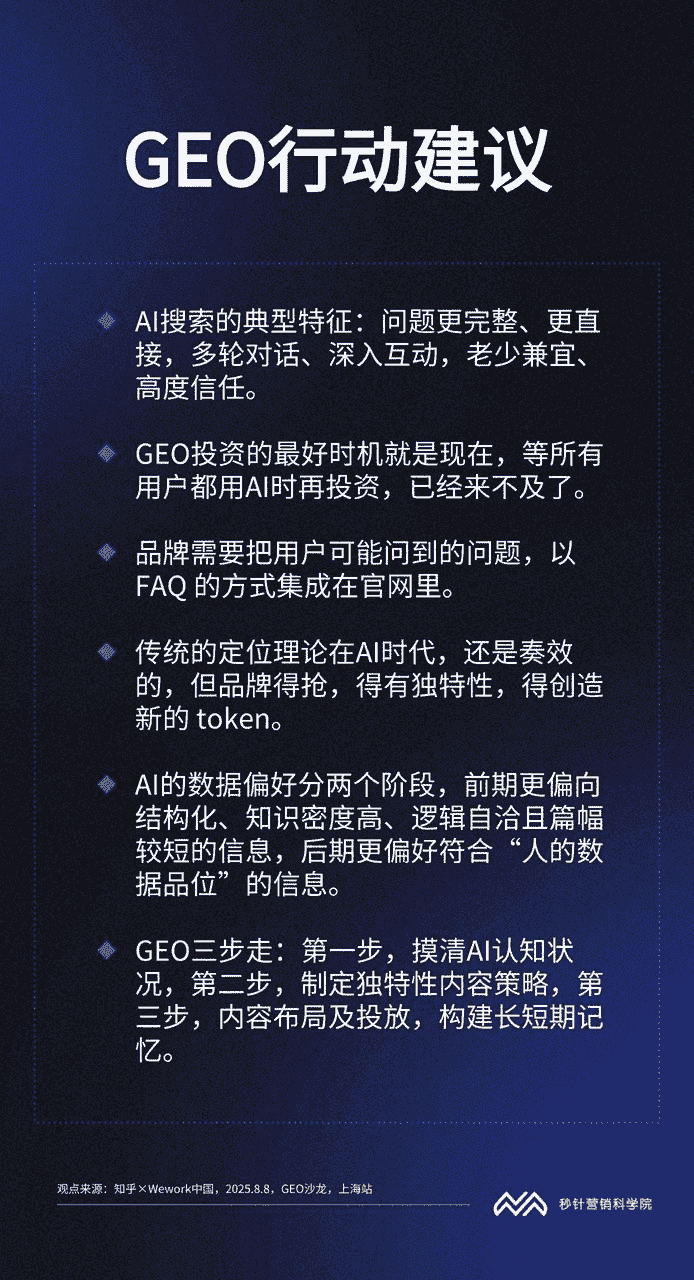 GEO行动建议
AI搜索的典型特征：问题更完整、更直
接，多轮对话、深入互动，老少兼宜、
高度信任。
GEO投资的最好时机就是现在，等所有
用户都用AI时再投资，已经来不及了。
品牌需要把用户可能问到的问题，以
FAQ 的方式集成在官网里。
传统的定位理论在AI时代，还是奏效
的，但品牌得抢，得有独特性，得创造
新的 token。
AI的数据偏好分两个阶段，前期更偏向
结构化、知识密度高、逻辑自洽且篇幅
较短的信息，后期更偏好符合“人的数
据品位”的信息。
GEO三步走：第一步，摸清AI认知状
况，第二步，制定独特性内容策略，第
三步，内容布局及投放，构建长短期记
忆。
观点来源：知乎×Wework中国，2025.8.8，GEO沙龙，上海站
秒针营销科学院